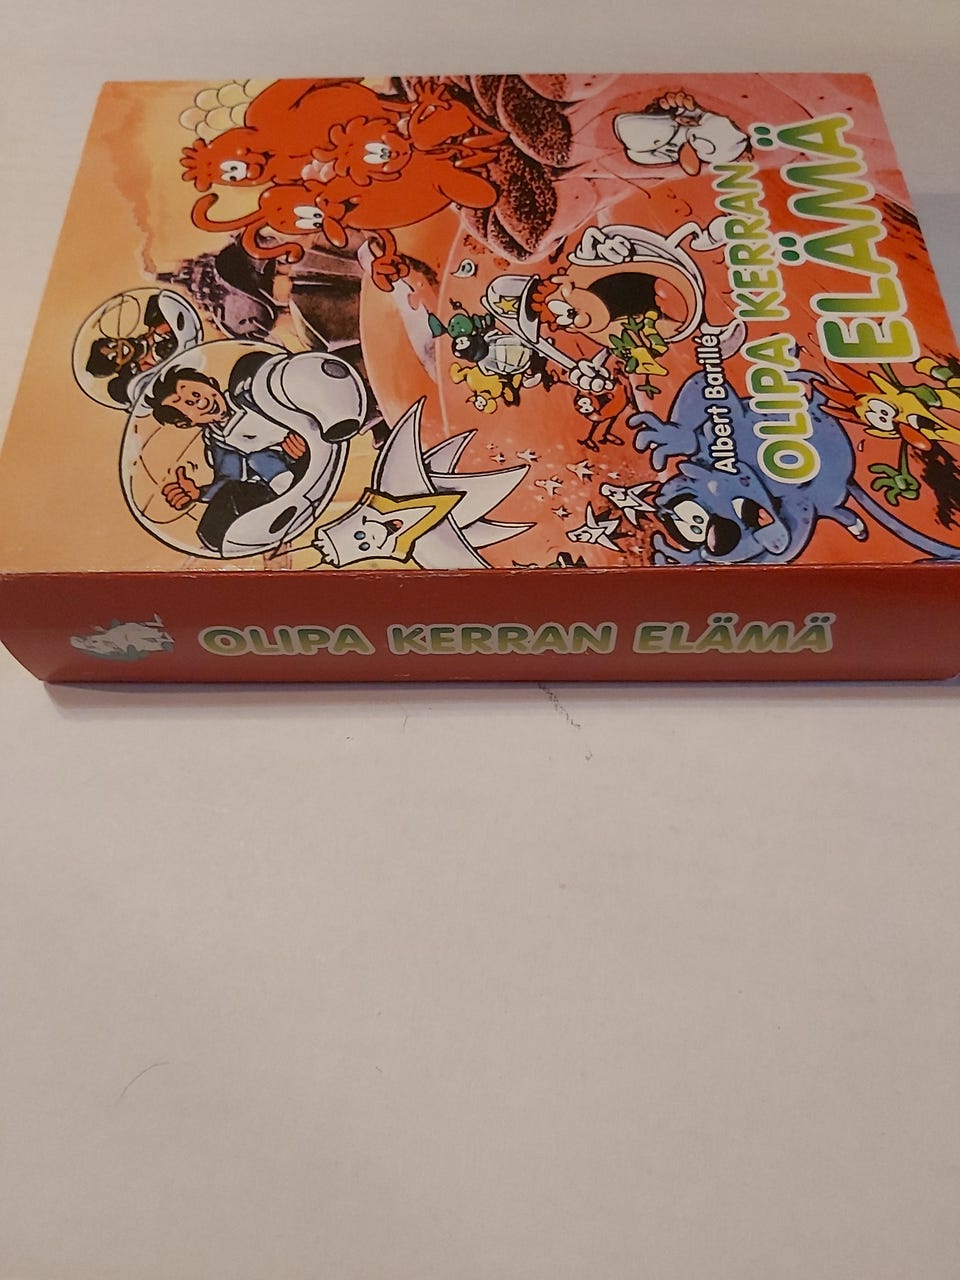 Albert Barillé
OLIPA KERRAN
ELÄMÄ
OLIPA KERRAN ELÄMÄ